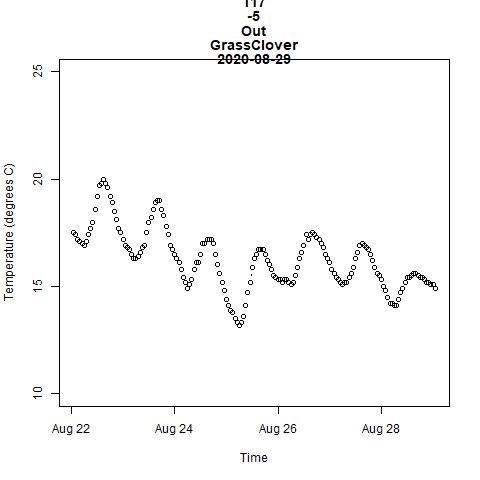 T17
-5
Out
GrassClover
2020-08-29
Temperature (degrees C)
25
20
15
10
Aug 22 Aug 24 Aug 26 Aug 28
Time